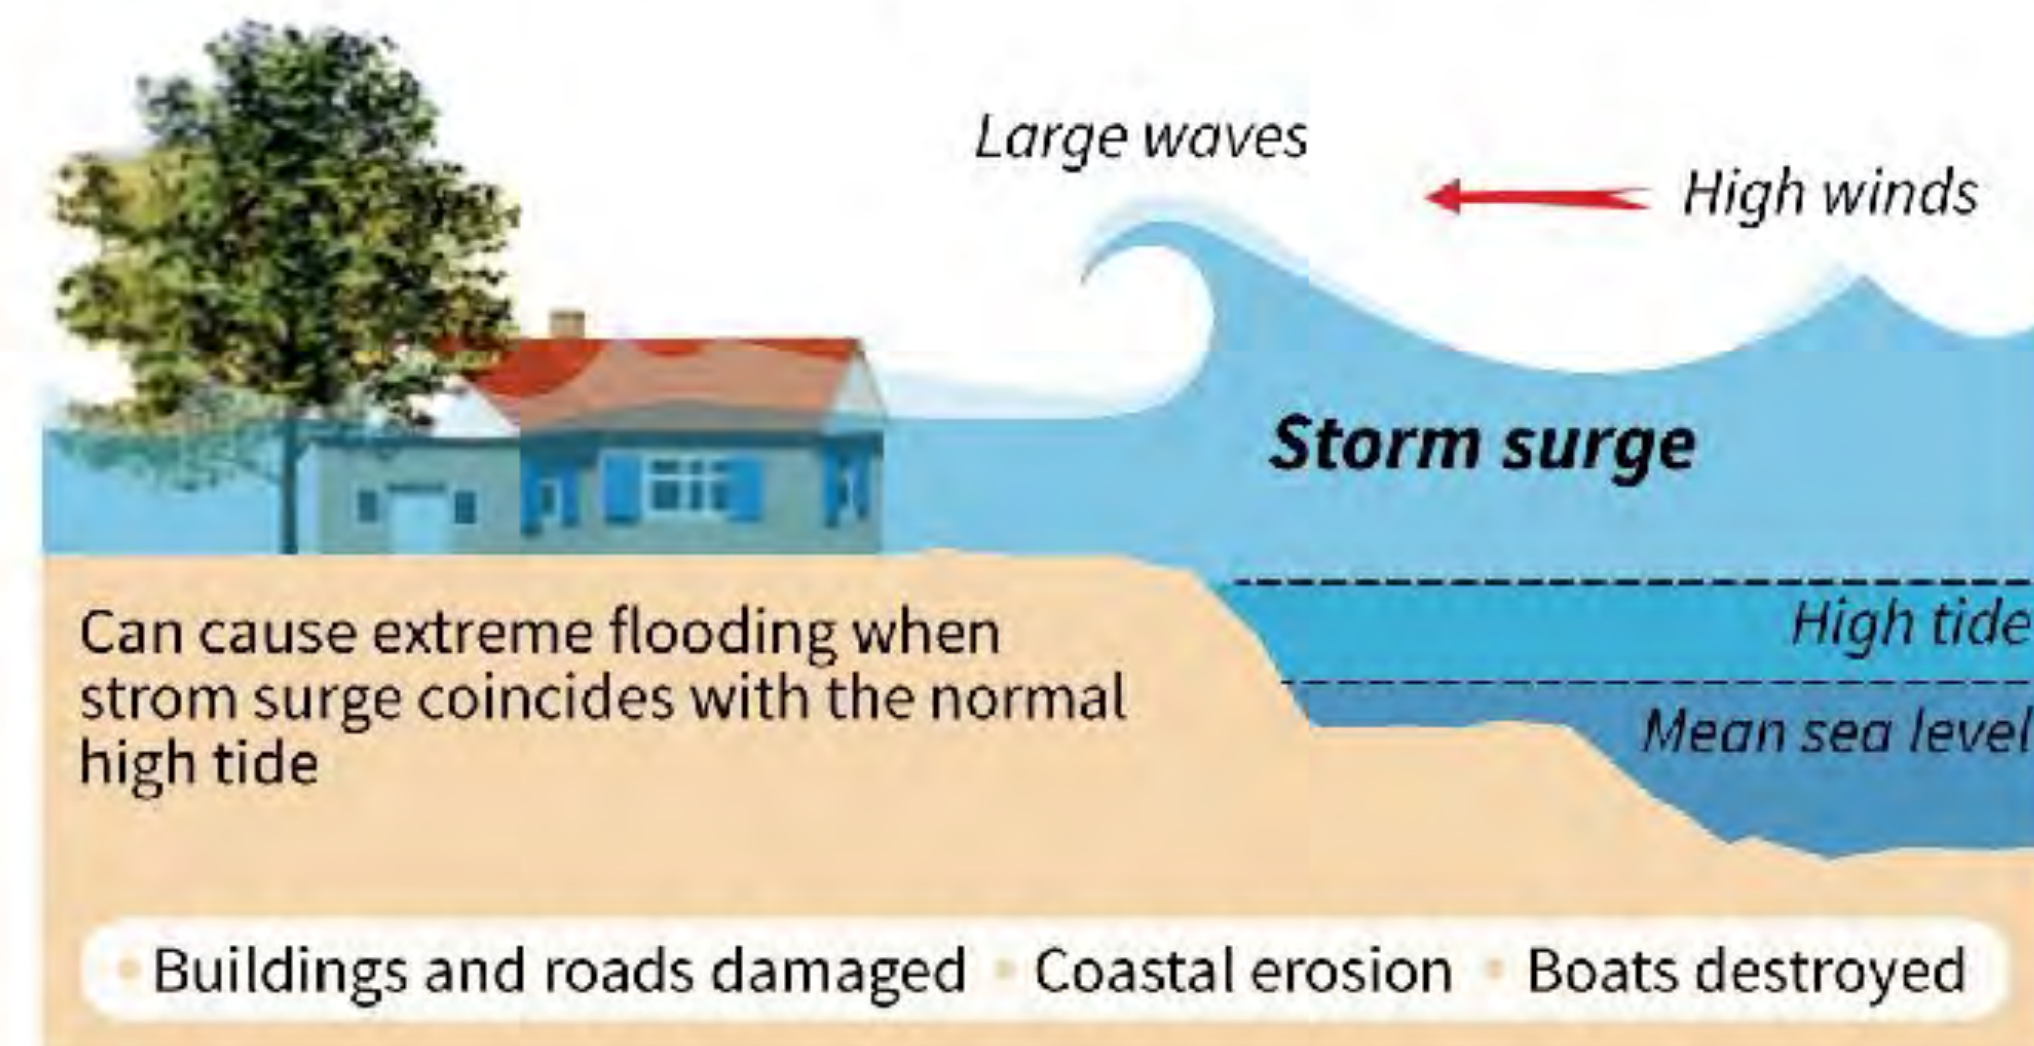 Large waves
High winds
Storm surge
High tide
Mean sea level
Can cause extreme flooding when
strom surge coincides with the normal
high tide
• Buildings and roads damaged • Coastal erosion • Boats destroyed